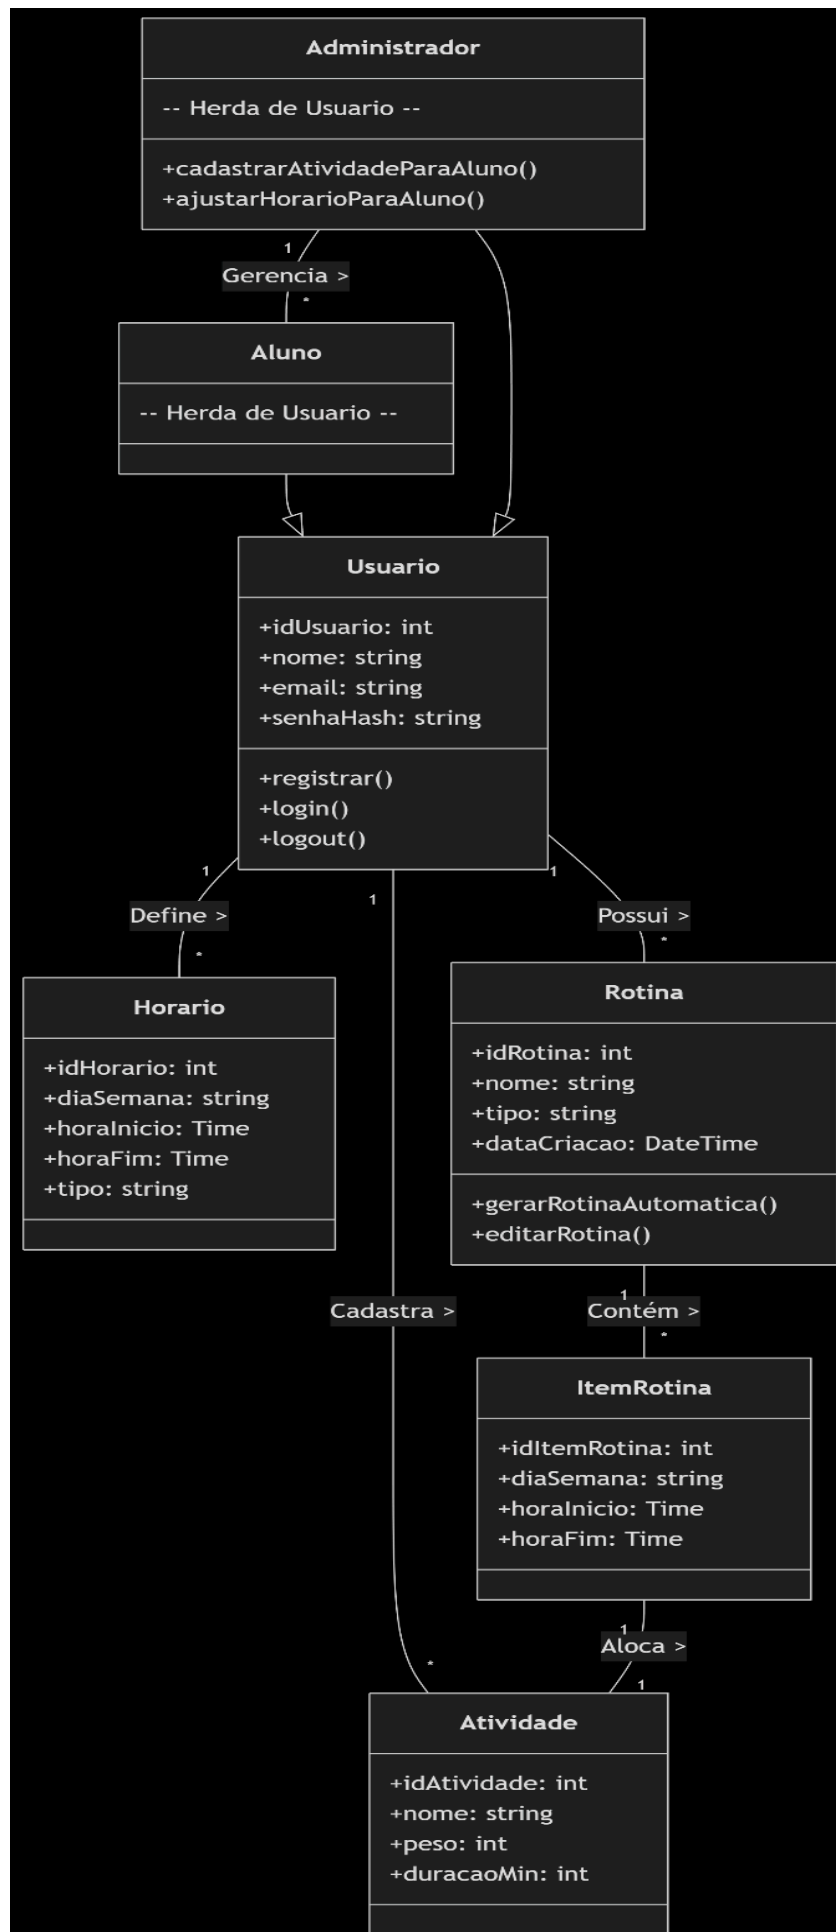 Administrador
-- Herda de Usuario --
+cadastrarAtividadeParaAluno()
+ajustarHorarioParaAluno()
1
Gerencia >
*
Aluno
-- Herda de Usuario --
Usuario
+idUsuario: int
+nome: string
+email: string
+senhaHash: string
+registrar()
+login()
+logout()
1
Define >
*
Horario
+idHorario: int
+diaSemana: string
+horaInicio: Time
+horaFim: Time
+tipo: string
1
Possui >
*
Rotina
+idRotina: int
+nome: string
+tipo: string
+dataCriacao: DateTime
+gerarRotinaAutomatica()
+editarRotina()
1
Cadastra >
*
1
Contém >
*
ItemRotina
+idItemRotina: int
+diaSemana: string
+horaInicio: Time
+horaFim: Time
1
Aloca >
1
Atividade
+idAtividade: int
+nome: string
+peso: int
+duracaoMin: int